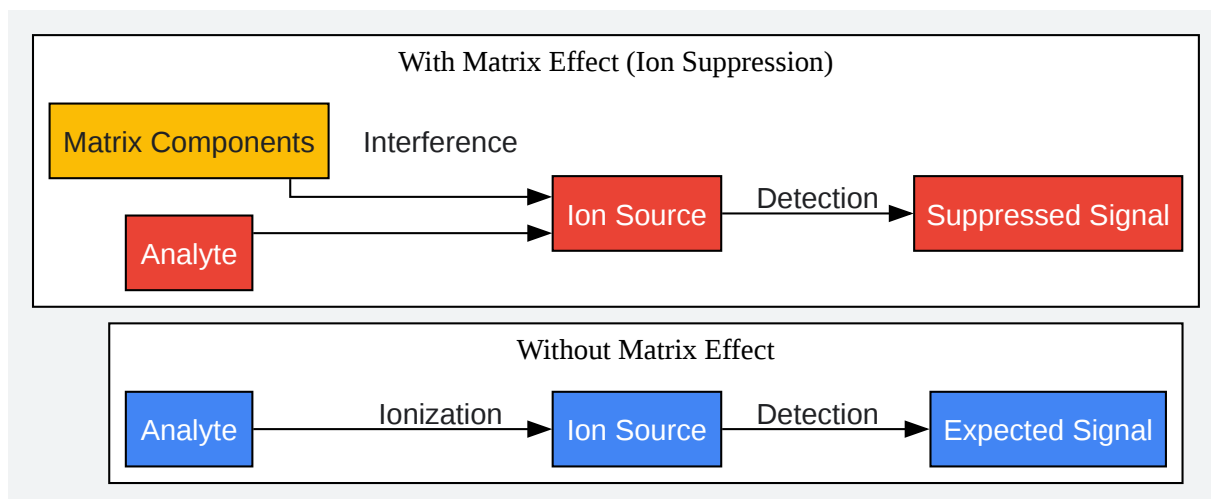 With Matrix Effect (Ion Suppression)
Matrix Components
Interference
Ion Source
Detection
Suppressed Signal
Analyte
Without Matrix Effect
Analyte
Ionization
Ion Source
Detection
Expected Signal